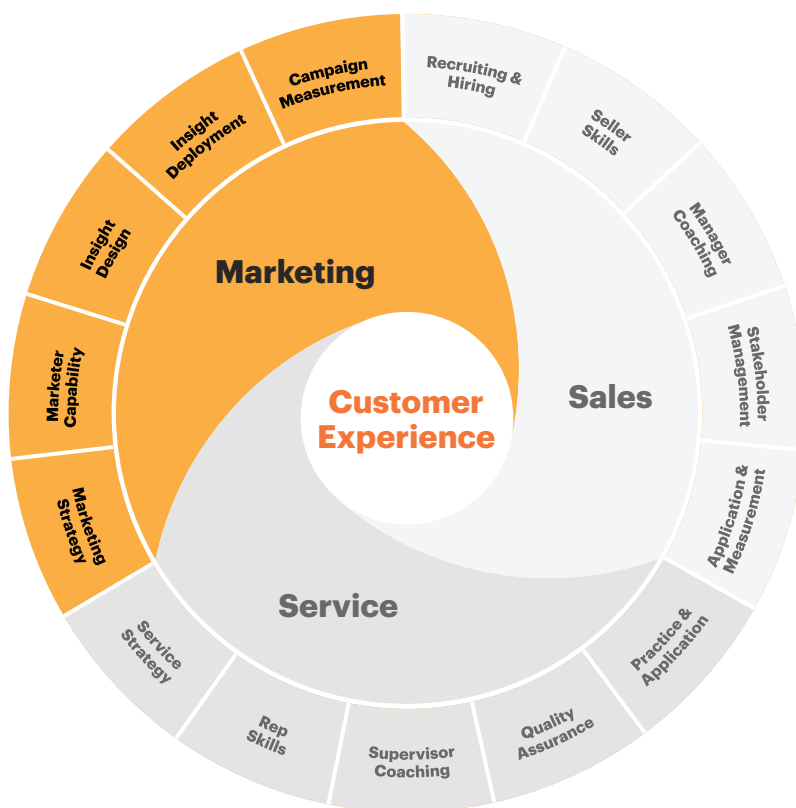 Campaign
Measurement
Recruiting &
Hiring
Seller
Skills
Manager
Coaching
Stakeholder
Management
Application &
Measurement
Practice &
Application
Quality
Assurance
Supervisor
Coaching
Rep
Skills
Service
Strategy
Marketing
Strategy
Marketer
Capability
Insight
Design
Insight
Deployment
Marketing
Sales
Service
Customer
Experience